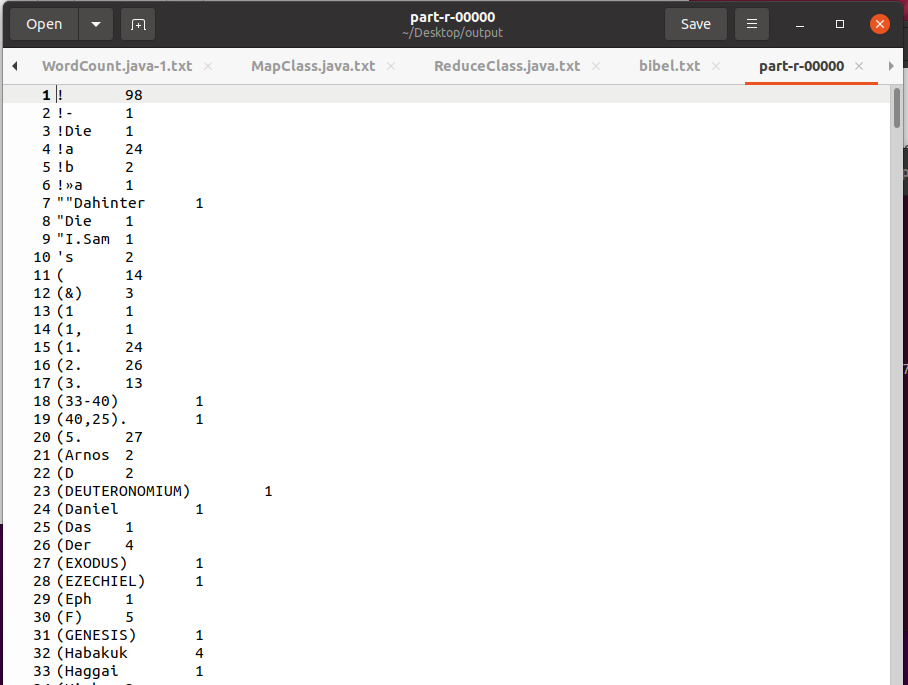 Open
part-r-00000
~/Desktop/output
Save
WordCount.java-1.txt
MapClass.java.txt
ReduceClass.java.txt
bibel.txt
part-r-00000
1 ! 98
2 !- 1
3 !Die 1
4 !a 24
5 !b 2
6 !»a 1
7 ""Dahinter 1
8 "Die 1
9 "I.Sam 1
10 's 2
11 ( 14
12 (&) 3
13 (1 1
14 (1, 1
15 (1. 24
16 (2. 26
17 (3. 13
18 (33-40) 1
19 (40,25). 1
20 (5. 27
21 (Arnos 2
22 (D 2
23 (DEUTERONOMIUM) 1
24 (Daniel 1
25 (Das 1
26 (Der 4
27 (EXODUS) 1
28 (EZECHIEL) 1
29 (Eph 1
30 (F) 5
31 (GENESIS) 1
32 (Habakuk 4
33 (Haggai 1